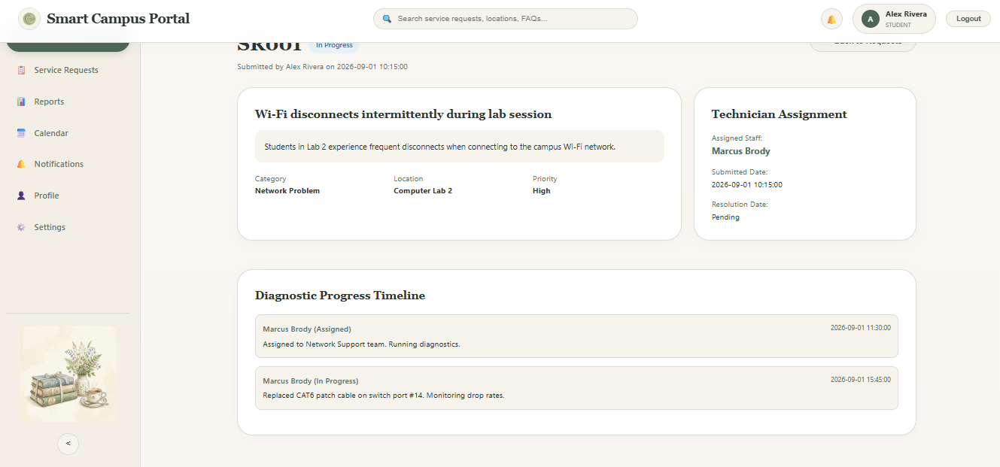 Smart Campus Portal
Search service requests, locations, FAQs...
A
Alex Rivera
STUDENT
Logout
Service Requests
Reports
Calendar
Notifications
Profile
Settings
<
In Progress
Submitted by Alex Rivera on 2026-09-01 10:15:00
Wi-Fi disconnects intermittently during lab session
Students in Lab 2 experience frequent disconnects when connecting to the campus Wi-Fi network.
Category
Location
Priority
Network Problem
Computer Lab 2
High
Technician Assignment
Assigned Staff:
Marcus Brody
Submitted Date:
2026-09-01 10:15:00
Resolution Date:
Pending
Diagnostic Progress Timeline
Marcus Brody (Assigned)
2026-09-01 11:30:00
Assigned to Network Support team. Running diagnostics.
Marcus Brody (In Progress)
2026-09-01 15:45:00
Replaced CAT6 patch cable on switch port #14. Monitoring drop rates.